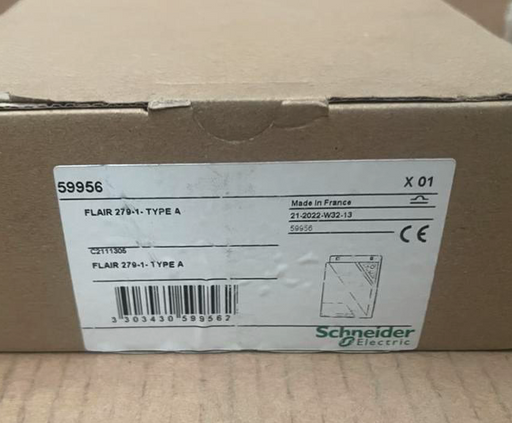 59956
X 01
FLAIR 279-1- TYPE A
Made in France
21-2022-W32-13
59956
CE
C2111305
FLAIR 279-1- TYPE A
3 303430 599562
Schneider
Electric